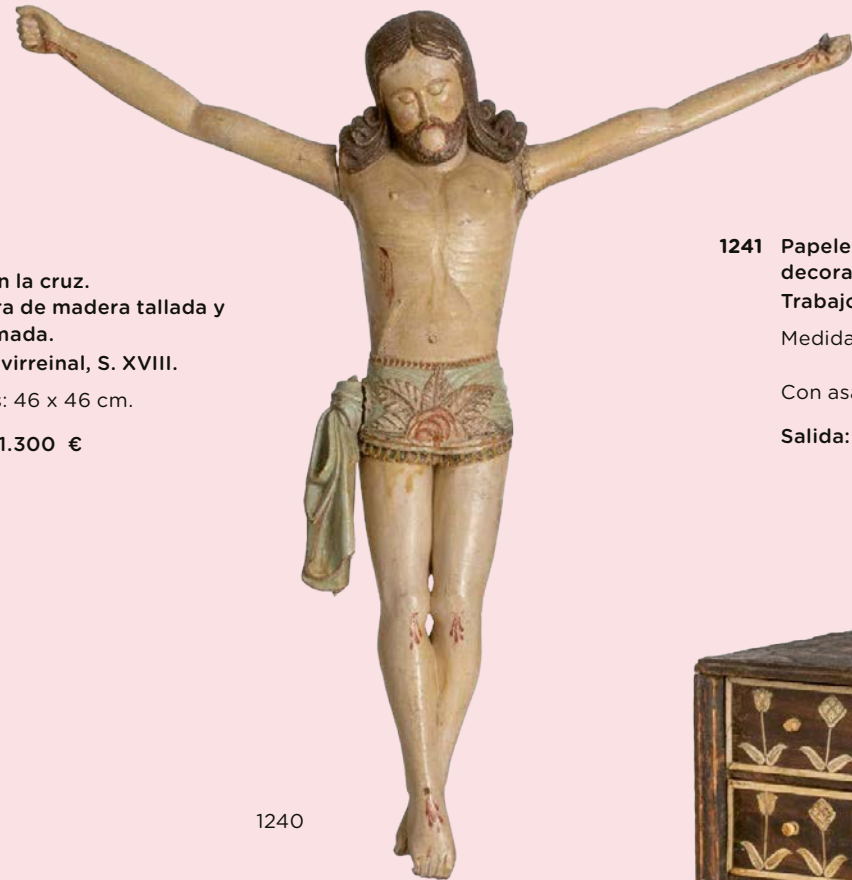 n la cruz.
ra de madera tallada y
mada.
virreinal, S. XVIII.
s: 46 x 46 cm.
1.300 €
1241 Papele
decora
Trabajo
Medida
Con asa
Salida:
1240